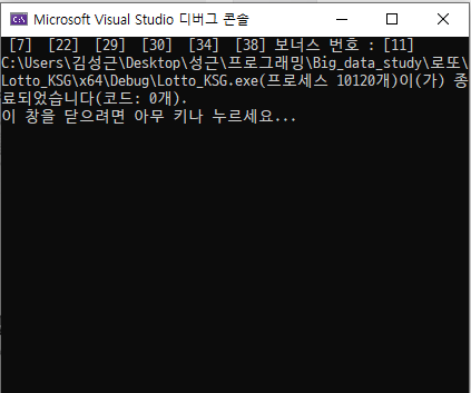 Microsoft Visual Studio 디버그 콘솔
[7] [22] [29] [30] [34] [38] 보너스 번호 : [11]
C:\Users\김성근\Desktop\성근\프로그래밍\Big_data_study\로또\
Lotto_KSG\x64\Debug\Lotto_KSG.exe(프로세스 10120개)이(가) 종
료되었습니다(코드: 0개).
이 창을 닫으려면 아무 키나 누르세요...